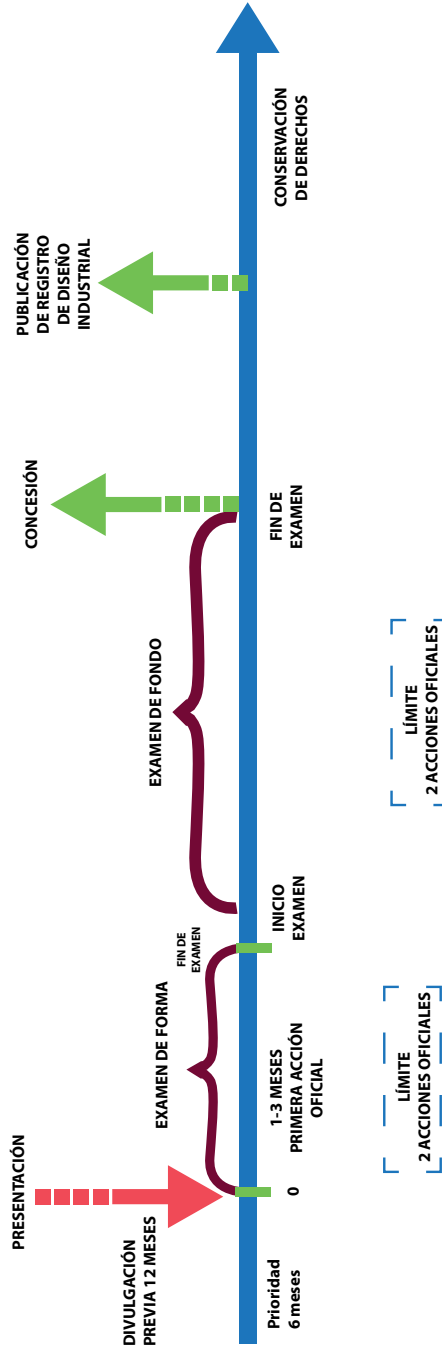 PRESENTACIÓN
DIVULGACIÓN
PREVIA 12 MESES
Prioridad
6 meses
0
EXAMEN DE FORMA
1-3 MESES
PRIMERA ACCIÓN
OFICIAL
LÍMITE
2 ACCIONES OFICIALES
FIN DE
EXAMEN
INICIO
EXAMEN
EXAMEN DE FONDO
LÍMITE
2 ACCIONES OFICIALES
CONCESIÓN
FIN DE
EXAMEN
PUBLICACIÓN
DE REGISTRO
DE DISEÑO
INDUSTRIAL
CONSERVACIÓN
DE DERECHOS